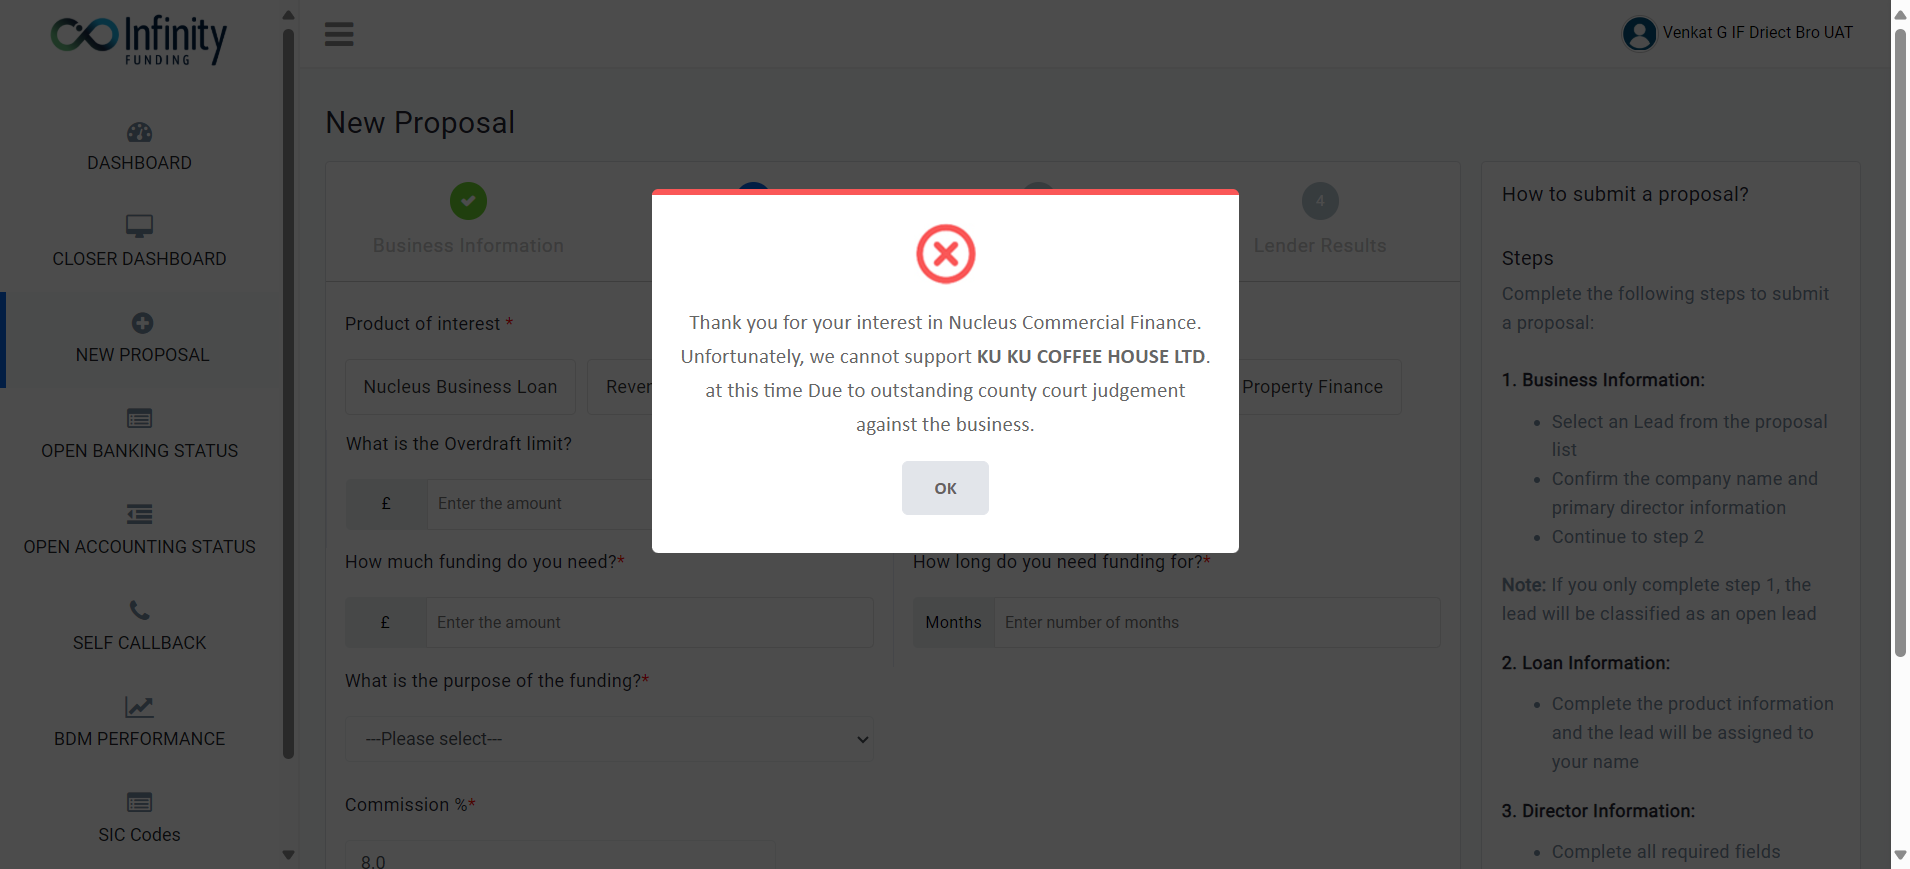 Infinity
FUNDING
Venkat G IF Driect Bro UAT
DASHBOARD
CLOSER DASHBOARD
NEW PROPOSAL
OPEN BANKING STATUS
OPEN ACCOUNTING STATUS
SELF CALLBACK
BDM PERFORMANCE
SIC Codes
New Proposal
Business Information
4
Lender Results
Product of interest *
Nucleus Business Loan
Property Finance
What is the Overdraft limit?
£ Enter the amount
How much funding do you need?*
£ Enter the amount
How long do you need funding for?*
Months Enter number of months
What is the purpose of the funding?*
---Please select---
Commission %*
8.0
Thank you for your interest in Nucleus Commercial Finance.
Unfortunately, we cannot support KU KU COFFEE HOUSE LTD.
at this time Due to outstanding county court judgement
against the business.
OK
How to submit a proposal?
Steps
Complete the following steps to submit
a proposal:
1. Business Information:
• Select an Lead from the proposal
list
• Confirm the company name and
primary director information
• Continue to step 2
Note: If you only complete step 1, the
lead will be classified as an open lead
2. Loan Information:
• Complete the product information
and the lead will be assigned to
your name
3. Director Information:
• Complete all required fields